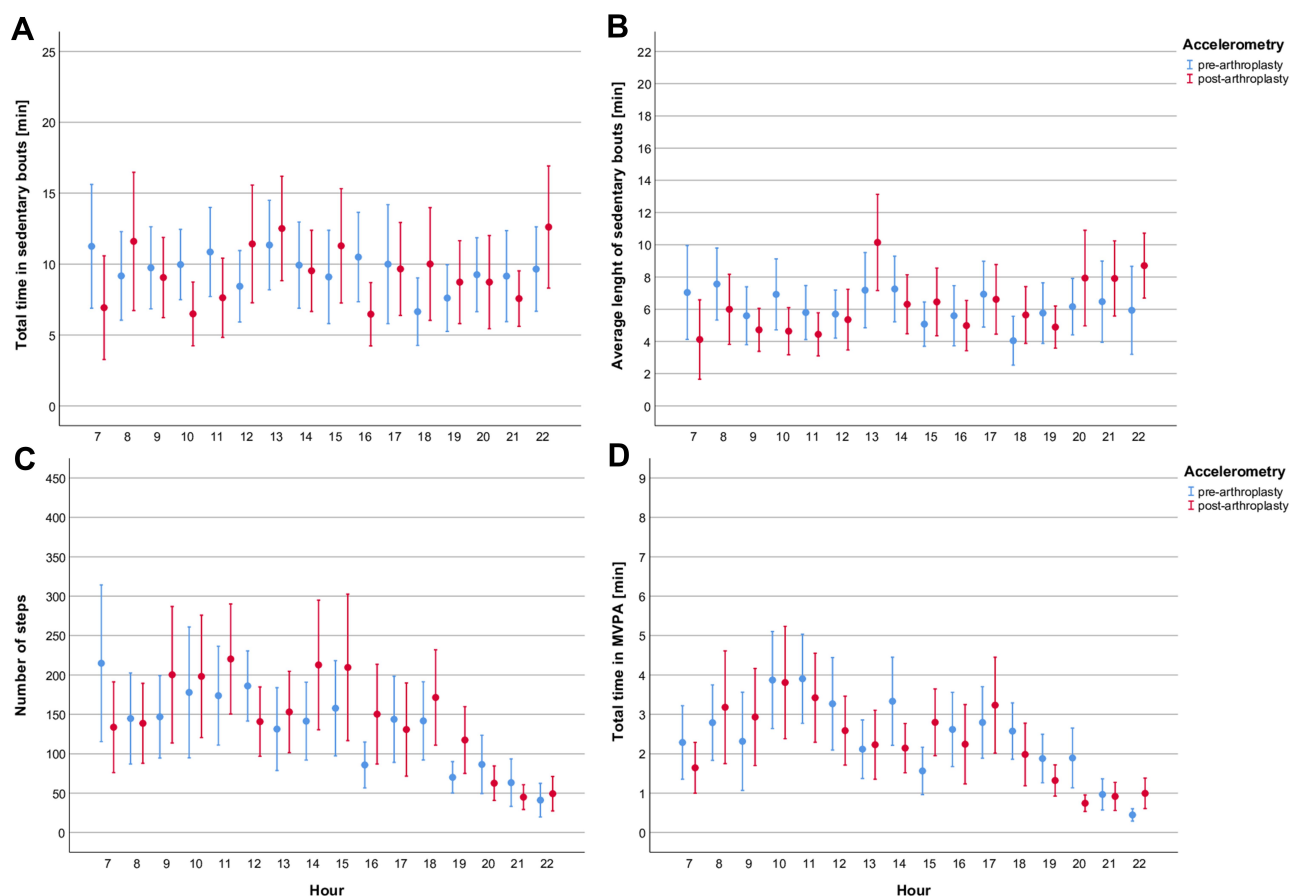 A
Total time in sedentary bouts [min]
25
20
15
10
5
0
7 8 9 10 11 12 13 14 15 16 17 18 19 20 21 22
B
Average lenght of sedentary bouts [min]
22
20
18
16
14
12
10
8
6
4
2
0
7 8 9 10 11 12 13 14 15 16 17 18 19 20 21 22
Accelerometry
pre-arthroplasty
post-arthroplasty
C
Number of steps
450
400
350
300
250
200
150
100
50
0
7 8 9 10 11 12 13 14 15 16 17 18 19 20 21 22
Hour
D
Total time in MVPA [min]
9
8
7
6
5
4
3
2
1
0
7 8 9 10 11 12 13 14 15 16 17 18 19 20 21 22
Hour
Accelerometry
pre-arthroplasty
post-arthroplasty